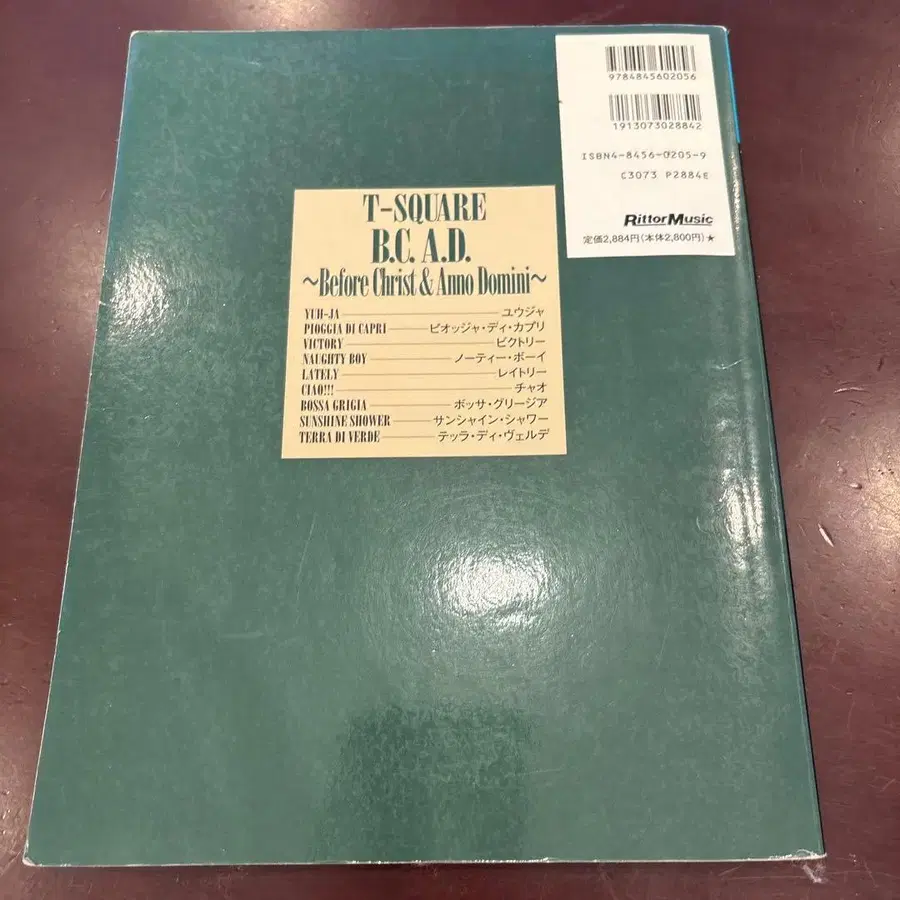 9784845602056
1913073028842
ISBN4-8456-0205-9
C3073 P2884E
RittorMusic
定価2,884円(本体2,800円)★
T-SQUARE
B.C. A.D.
~Before Christ & Anno Domini~
YUH-JA ユウジャ
PIOGGIA DI CAPRI ピオッジャ・ディ・カプリ
VICTORY ビクトリー
NAUGHTY BOY ノーティー・ボーイ
LATELY レイトリー
CIAO!!! チャオ
BOSSA GRIGIA ボッサ・グリージア
SUNSHINE SHOWER サンシャイン・シャワー
TERRA DI VERDE テッラ・ディ・ヴェルデ